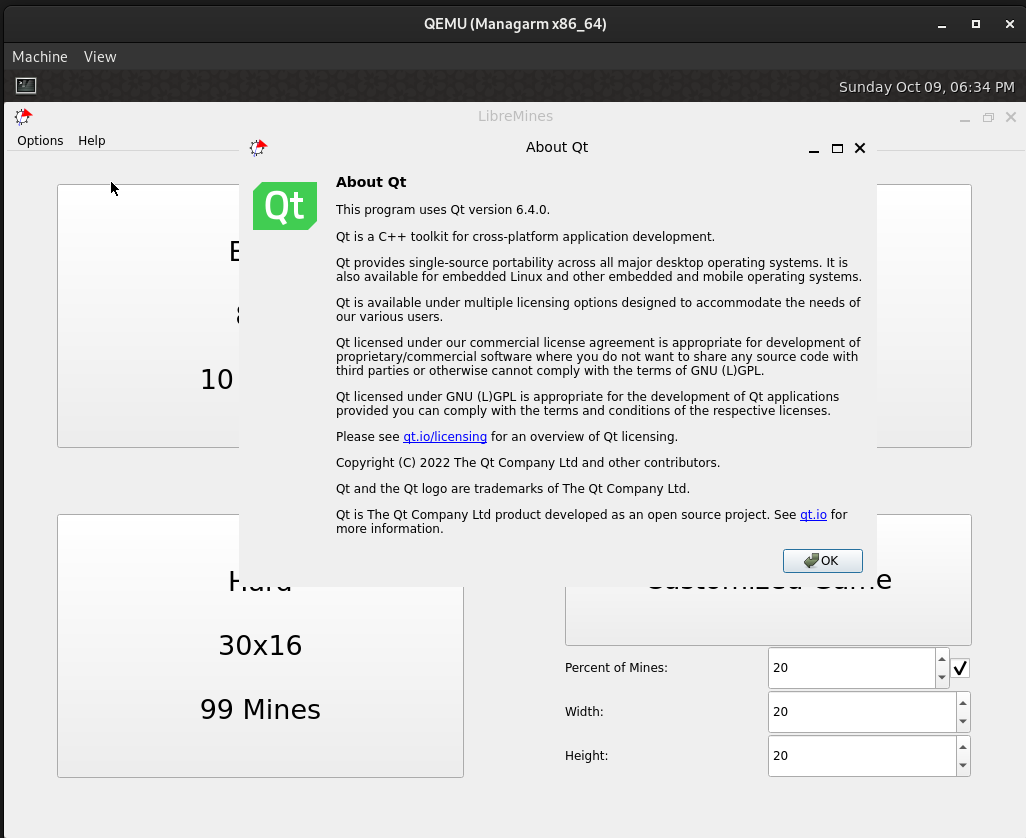 QEMU (Managarm x86_64)
Machine View
Sunday Oct 09, 06:34 PM
LibreMines
Options Help
About Qt
Qt
About Qt
This program uses Qt version 6.4.0.
Qt is a C++ toolkit for cross-platform application development.
Qt provides single-source portability across all major desktop operating systems. It is
also available for embedded Linux and other embedded and mobile operating systems.
Qt is available under multiple licensing options designed to accommodate the needs of
our various users.
Qt licensed under our commercial license agreement is appropriate for development of
proprietary/commercial software where you do not want to share any source code with
third parties or otherwise cannot comply with the terms of GNU (L)GPL.
Qt licensed under GNU (L)GPL is appropriate for the development of Qt applications
provided you can comply with the terms and conditions of the respective licenses.
Please see qt.io/licensing for an overview of Qt licensing.
Copyright (C) 2022 The Qt Company Ltd and other contributors.
Qt and the Qt logo are trademarks of The Qt Company Ltd.
Qt is The Qt Company Ltd product developed as an open source project. See qt.io for
more information.
OK
10
Hard
30x16
99 Mines
Customized Game
Percent of Mines: 20
Width: 20
Height: 20